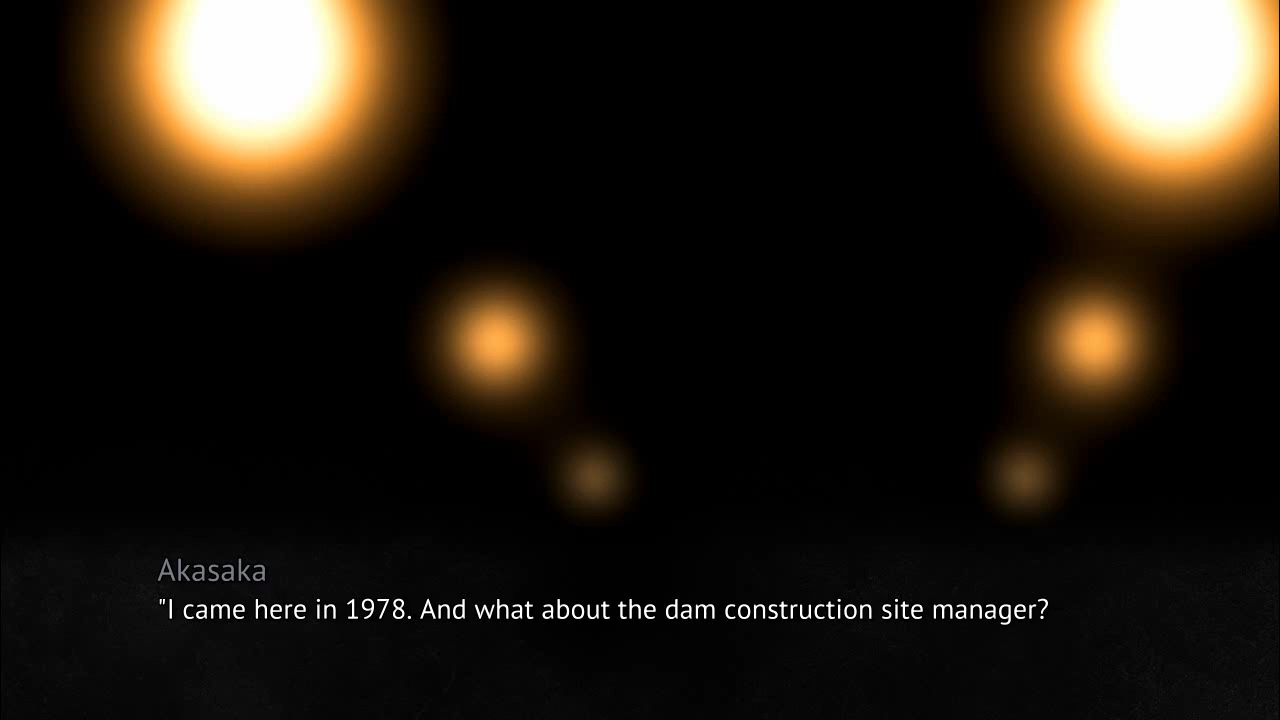 Akasaka
"I came here in 1978. And what about the dam construction site manager?